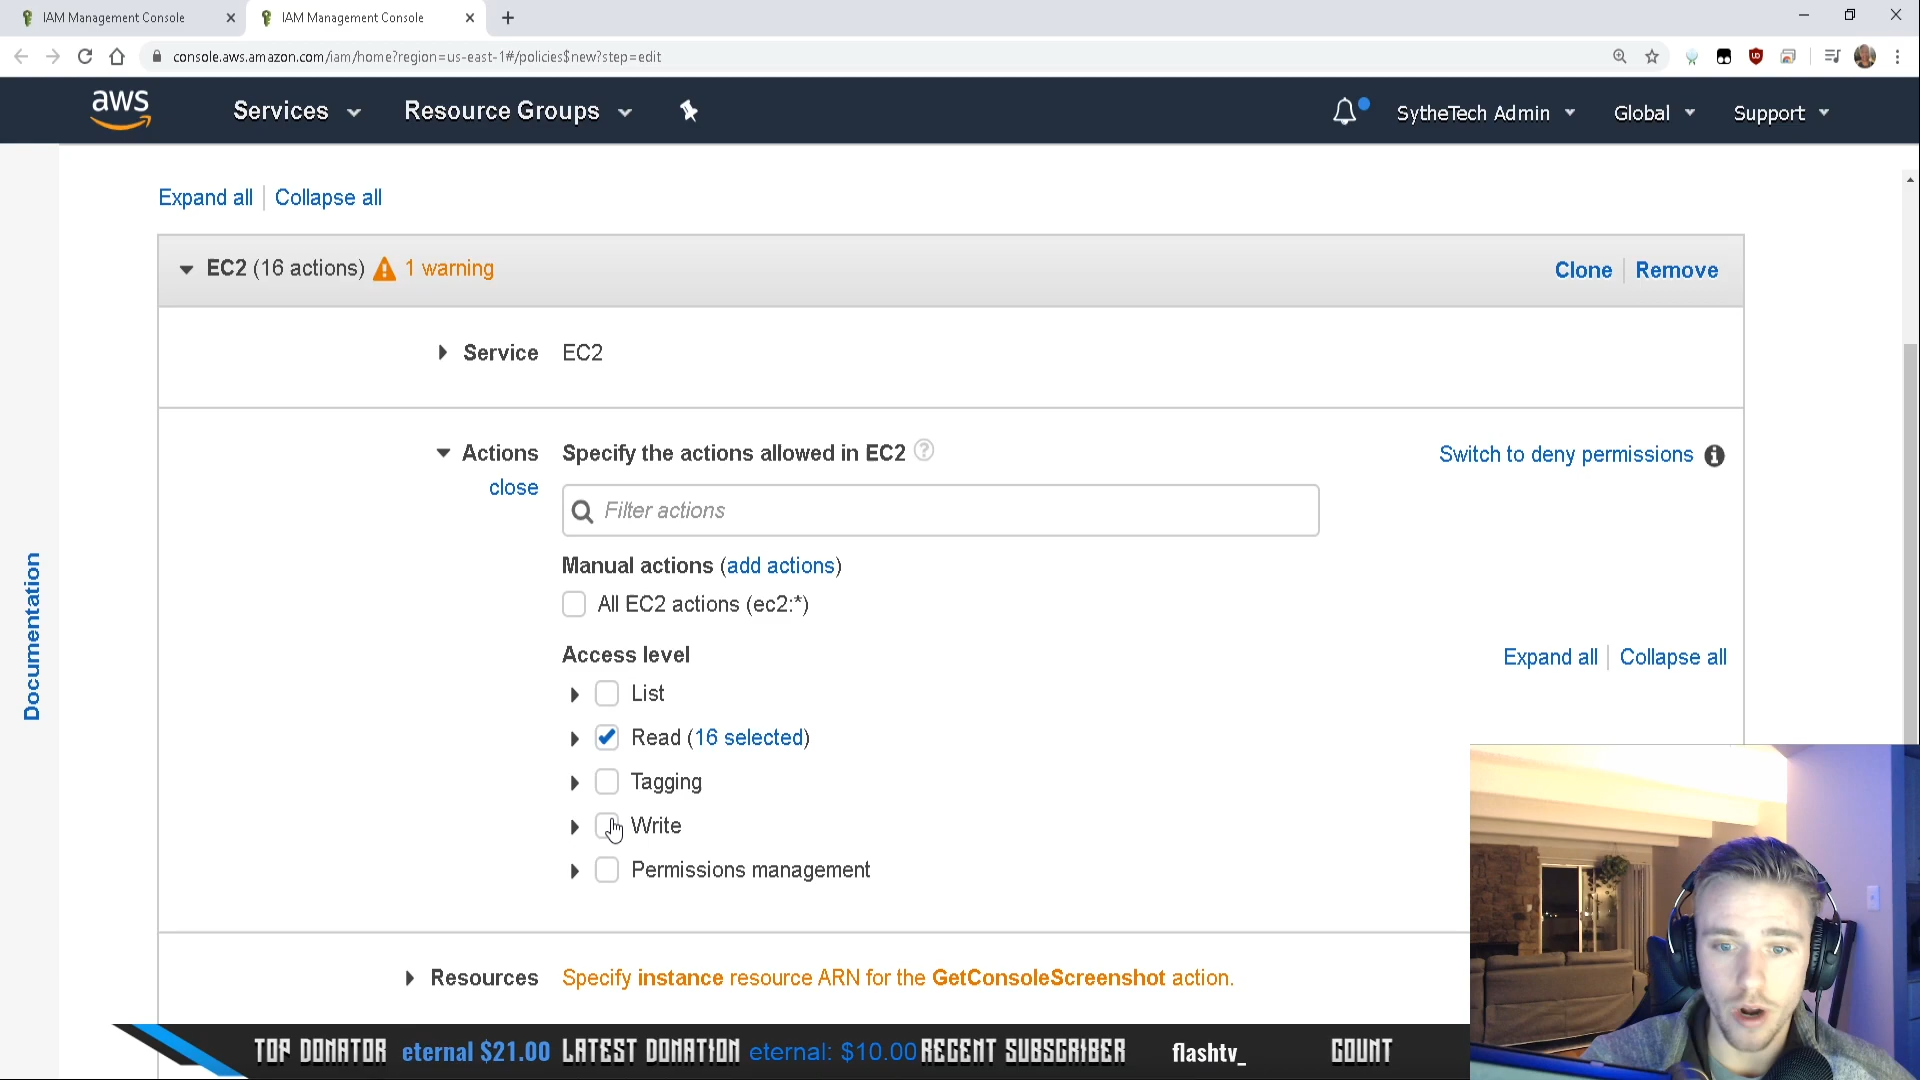 IAM Management Console
IAM Management Console
console.aws.amazon.com/iam/home?region=us-east-1#/policies$new?step=edit
aws
Services
Resource Groups
SytheTech Admin
Global
Support
Expand all
Collapse all
EC2 (16 actions) 1 warning
Clone
Remove
Service EC2
Actions Specify the actions allowed in EC2
Switch to deny permissions
close
Filter actions
Manual actions (add actions)
All EC2 actions (ec2:*)
Access level
Expand all
Collapse all
List
Read (16 selected)
Tagging
Write
Permissions management
Resources Specify instance resource ARN for the GetConsoleScreenshot action.
Documentation
TOP DONATOR eternal $21.00 LATEST DONATION eternal: $10.00 RECENT SUBSCRIBER flashtv_ COUNT